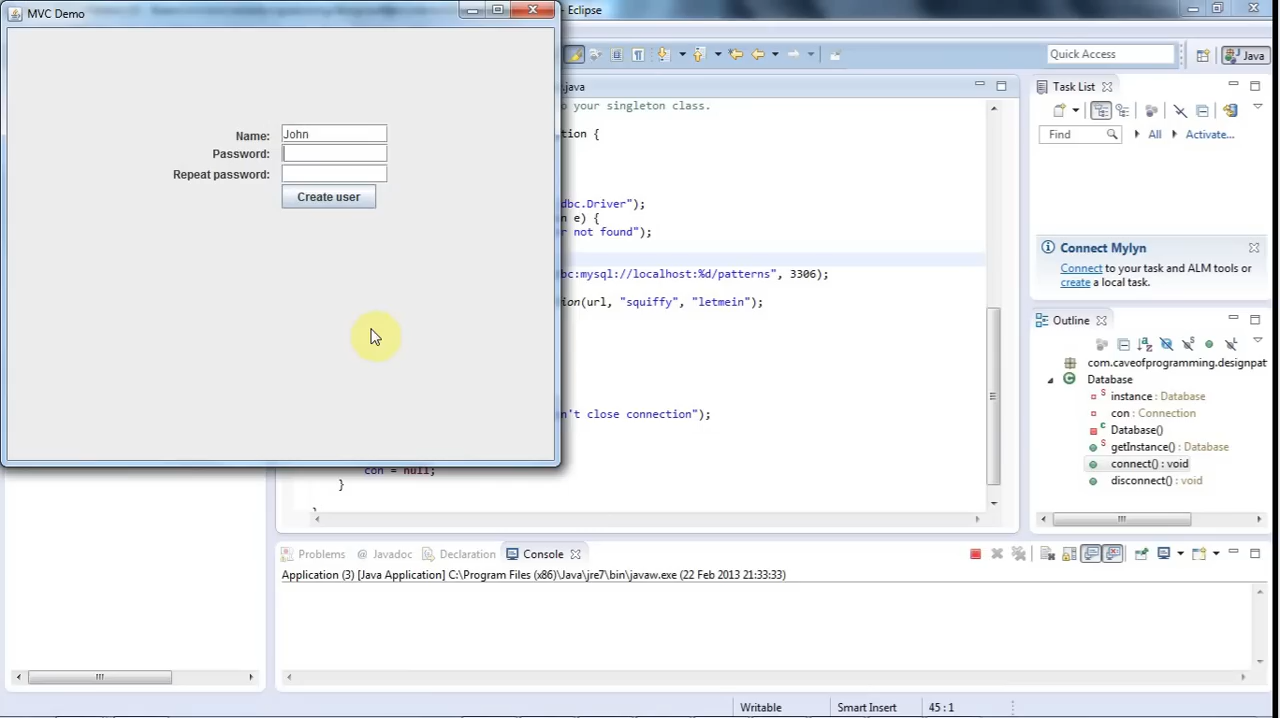 MVC Demo
- Eclipse
Quick Access
Java
Name:
John
Password:
Repeat password:
Create user
.java
o your singleton class.
tion {
dbc.Driver");
n e) {
r not found");
bc:mysql://localhost:%d/patterns", 3306);
ion(url, "squiffy", "letmein");
n't close connection");
con = null;
}
Task List
Find
All
Activate...
Connect Mylyn
Connect to your task and ALM tools or
create a local task.
Outline
com.caveofprogramming.designpat
Database
instance : Database
con : Connection
Database()
getInstance() : Database
connect() : void
disconnect() : void
Problems
Javadoc
Declaration
Console
Application (3) [Java Application] C:\Program Files (x86)\Java\jre7\bin\javaw.exe (22 Feb 2013 21:33:33)
Writable
Smart Insert
45 : 1